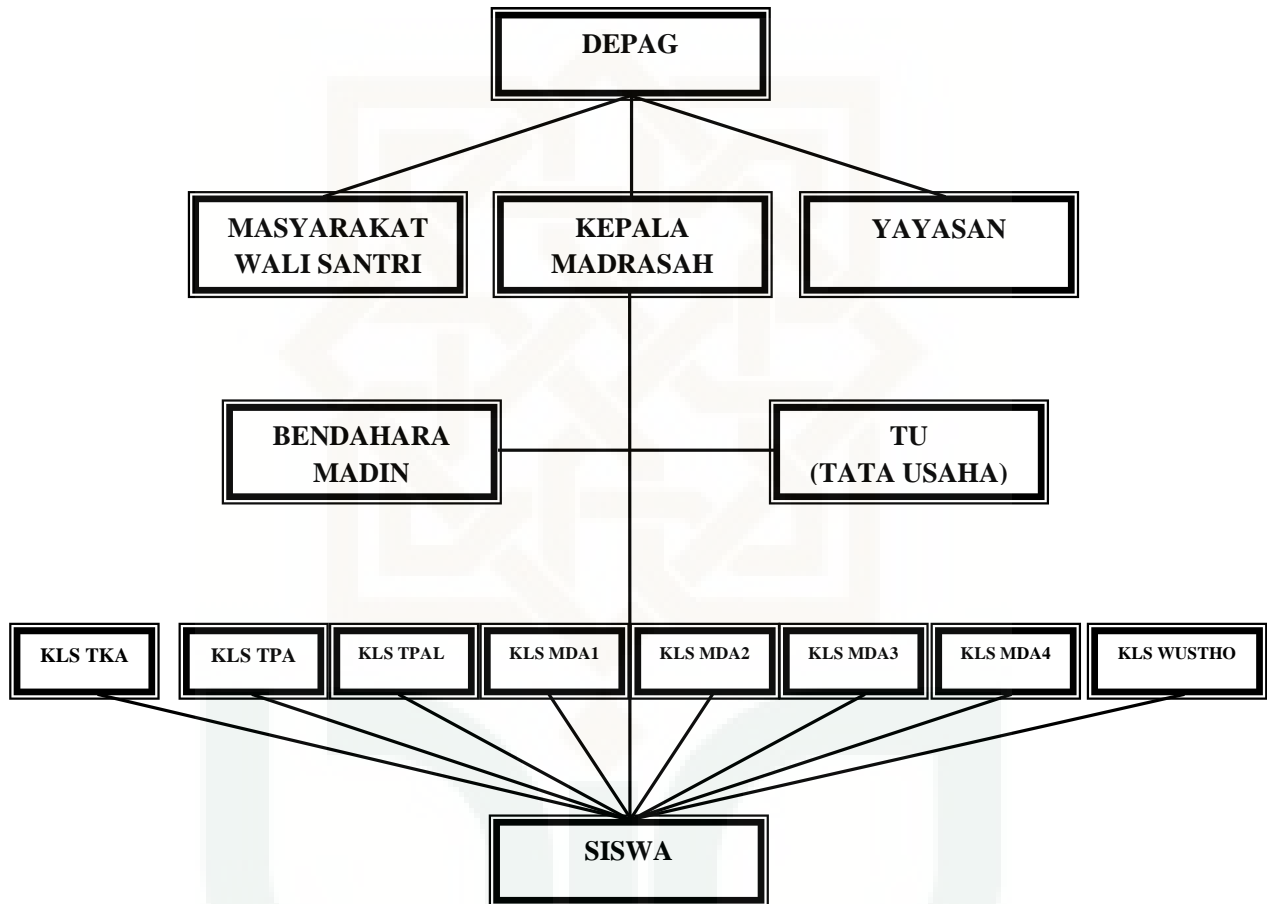 DEPAG
MASYARAKAT
WALI SANTRI
KEPALA
MADRASAH
YAYASAN
BENDAHARA
MADIN
TU
(TATA USAHA)
KLS TKA
KLS TPA
KLS TPAL
KLS MDA1
KLS MDA2
KLS MDA3
KLS MDA4
KLS WUSTHO
SISWA